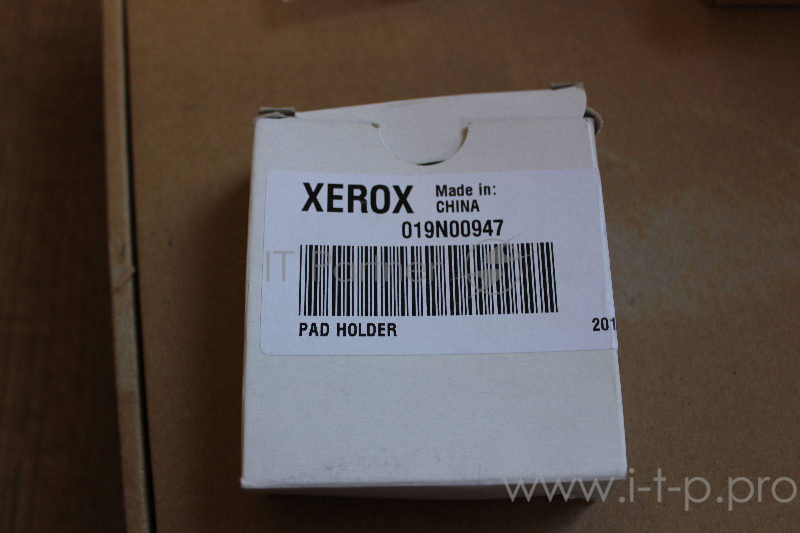 XEROX Made in:
CHINA
019N00947
IT Partner
PAD HOLDER 201
www.i-t-p.pro